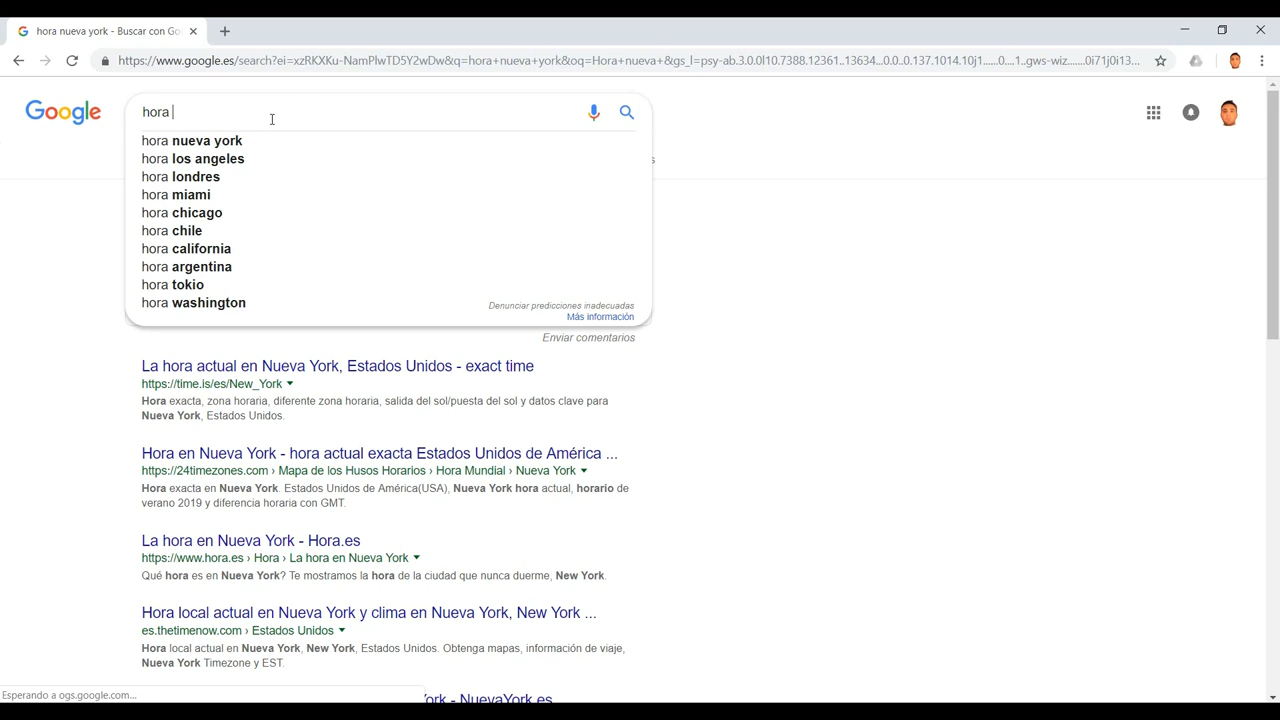 hora nueva york - Buscar con Go
https://www.google.es/search?ei=xzRKXKu-NamPlwTD5Y2wDw&q=hora+nueva+york&oq=Hora+nueva+&gs_l=psy-ab.3.0.0l10.7388.12361..13634...0.0..0.137.1014.10j1......0....1..gws-wiz.......0i71j0i13...
Google
hora
hora nueva york
hora los angeles
hora londres
hora miami
hora chicago
hora chile
hora california
hora argentina
hora tokio
hora washington
Denunciar predicciones inadecuadas
Más información
Enviar comentarios
La hora actual en Nueva York, Estados Unidos - exact time
https://time.is/es/New_York
Hora exacta, zona horaria, diferente zona horaria, salida del sol/puesta del sol y datos clave para
Nueva York, Estados Unidos.
Hora en Nueva York - hora actual exacta Estados Unidos de América ...
https://24timezones.com › Mapa de los Husos Horarios › Hora Mundial › Nueva York
Hora exacta en Nueva York. Estados Unidos de América(USA), Nueva York hora actual, horario de
verano 2019 y diferencia horaria con GMT.
La hora en Nueva York - Hora.es
https://www.hora.es › Hora › La hora en Nueva York
Qué hora es en Nueva York? Te mostramos la hora de la ciudad que nunca duerme, New York.
Hora local actual en Nueva York y clima en Nueva York, New York ...
es.thetimenow.com › Estados Unidos
Hora local actual en Nueva York, New York, Estados Unidos. Obtenga mapas, información de viaje,
Nueva York Timezone y EST.
Esperando a ogs.google.com...
York - NuevaYork.es